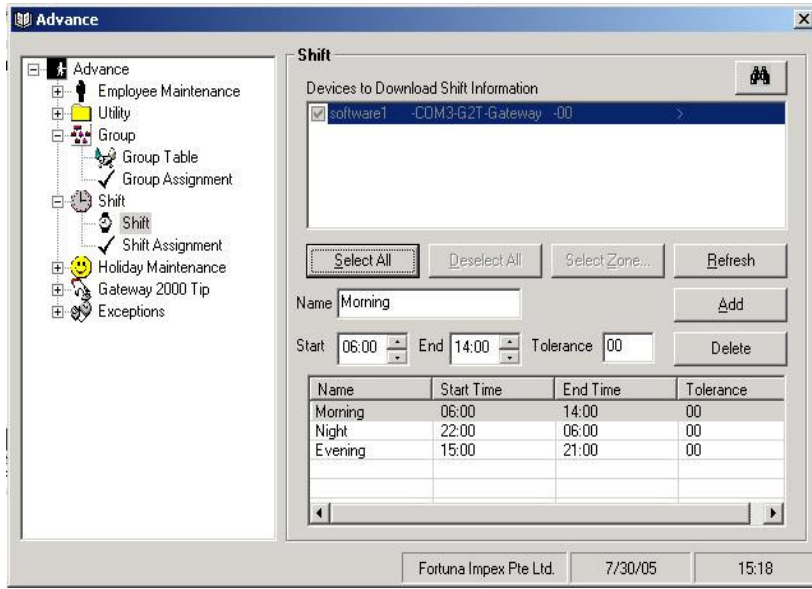 Advance
Advance
Employee Maintenance
Utility
Group
Group Table
Group Assignment
Shift
Shift
Shift Assignment
Holiday Maintenance
Gateway 2000 Tip
Exceptions
Shift
Devices to Download Shift Information
software1 -COM3-G2T-Gateway -00 >
Select All Deselect All Select Zone... Refresh
Name Morning Add
Start 06:00 End 14:00 Tolerance 00 Delete
Name Start Time End Time Tolerance
Morning 06:00 14:00 00
Night 22:00 06:00 00
Evening 15:00 21:00 00
Fortuna Impex Pte Ltd. 7/30/05 15:18